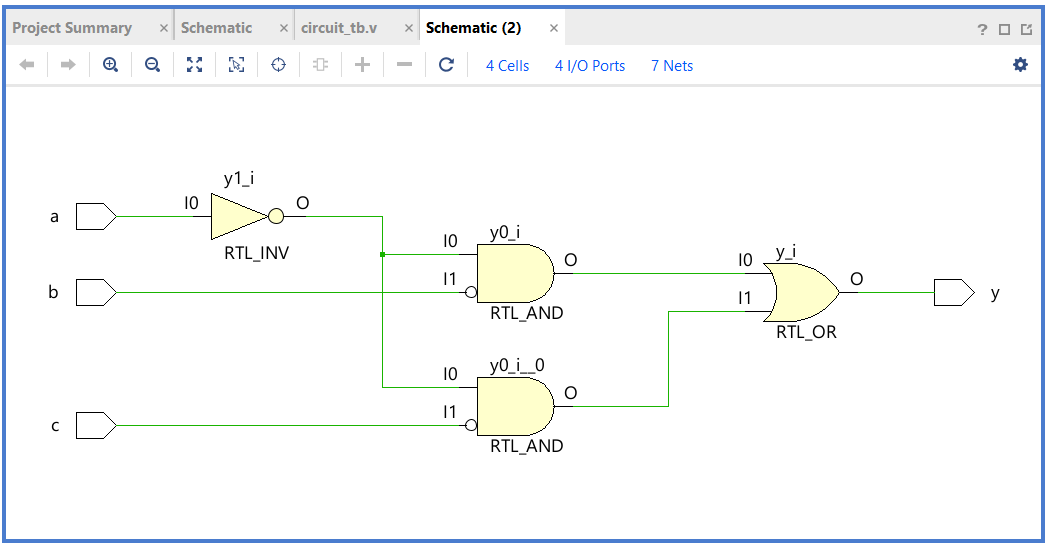 Project Summary × Schematic × circuit_tb.v × Schematic (2) × ?
4 Cells 4 I/O Ports 7 Nets
y1_i
a I0 O
RTL_INV
y0_i
I0 O
b I1
RTL_AND
y_i
I0 O
I1 y
RTL_OR
y0_i__0
I0 O
c I1
RTL_AND